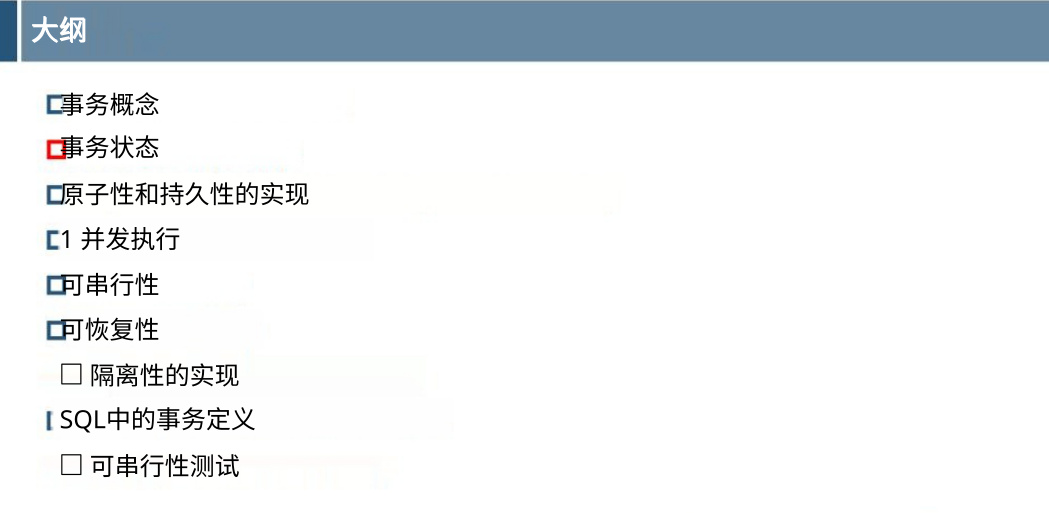 大纲
事务概念
事务状态
原子性和持久性的实现
1 并发执行
可串行性
可恢复性
□ 隔离性的实现
SQL中的事务定义
□ 可串行性测试